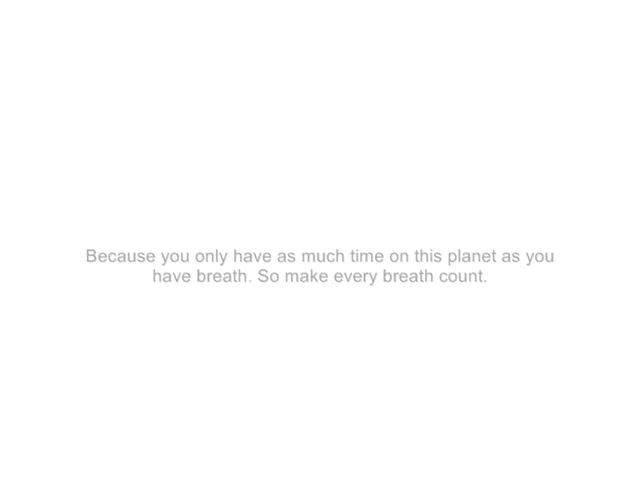 Because you only have as much time on this planet as you
have breath. So make every breath count.